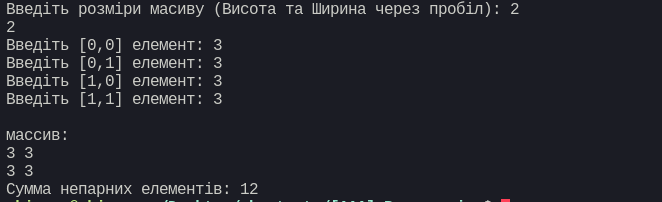 Введіть розміри масиву (Висота та Ширина через пробіл): 2
2
Введіть [0,0] елемент: 3
Введіть [0,1] елемент: 3
Введіть [1,0] елемент: 3
Введіть [1,1] елемент: 3
массив:
3 3
3 3
Сумма непарних елементів: 12